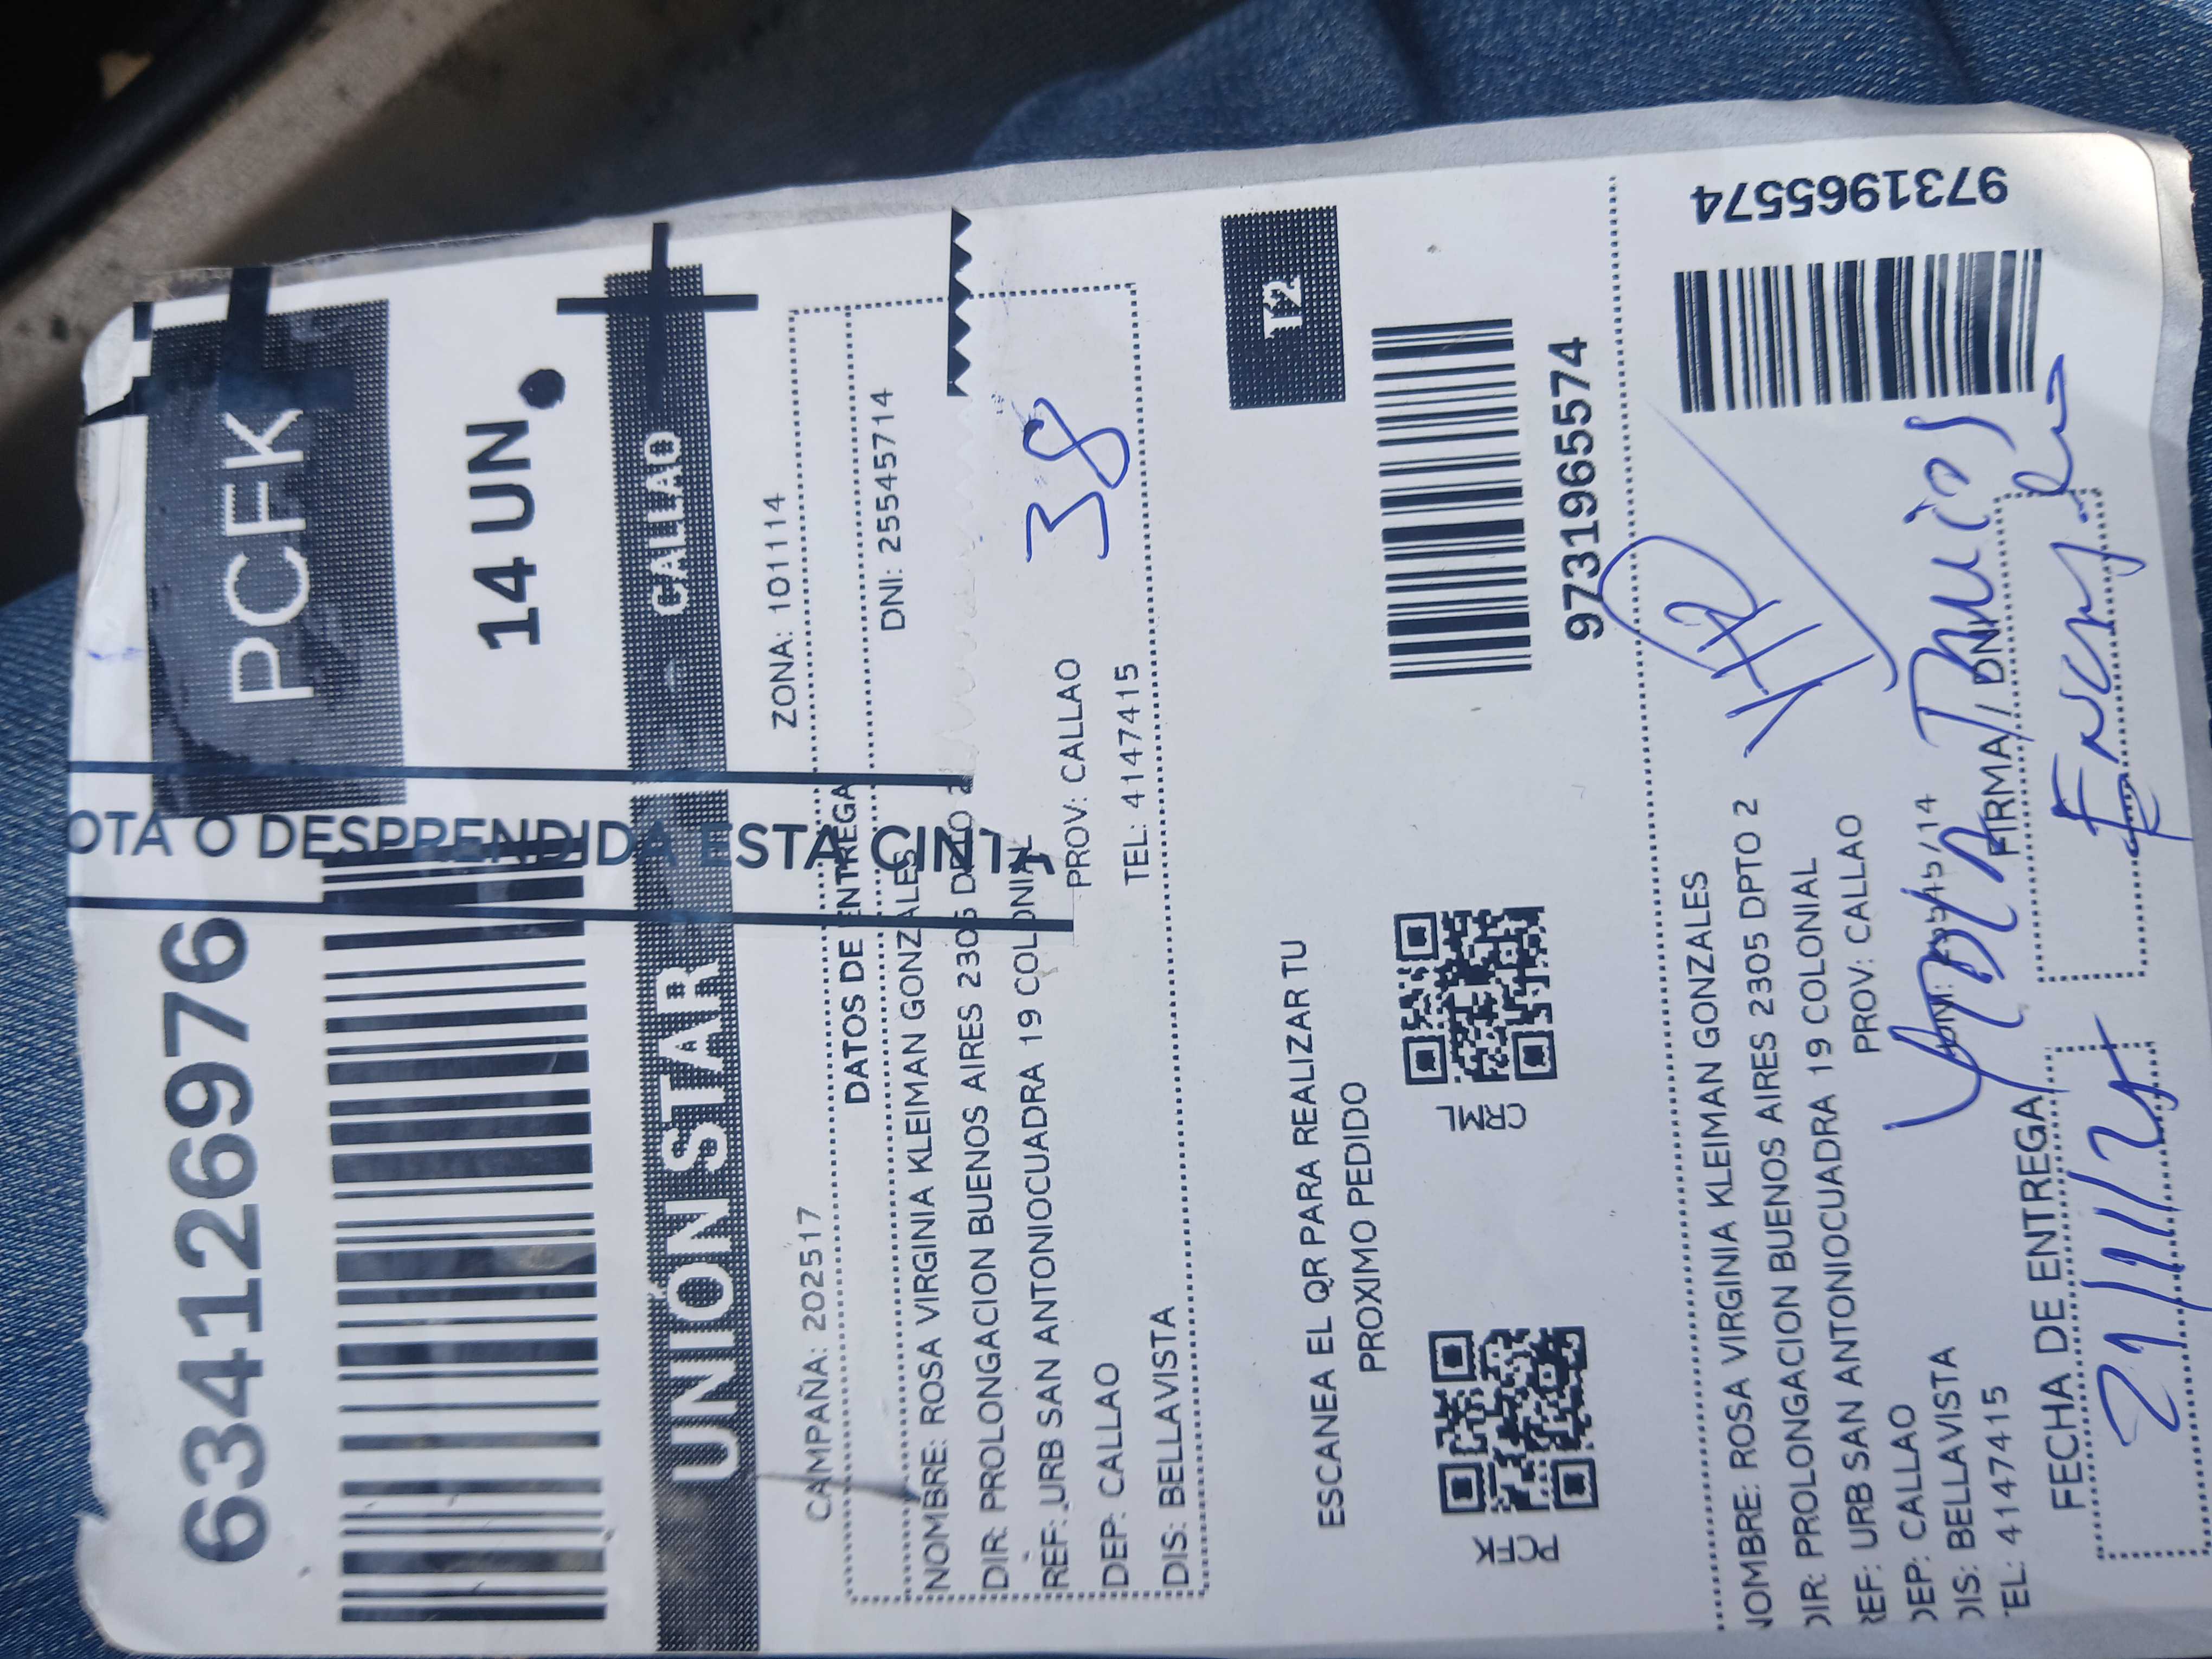 634126976
PCFK
14 UN.
OTA O DESPRENDIDA ESTA CINTA
UNIÓN STAR
CALLAO
CAMPAÑA: 202517
ZONA: 101114
DATOS DE ENTREGA
NOMBRE: ROSA VIRGINIA KLEIMAN GONZALES
DNI: 25545714
DIR: PROLONGACION BUENOS AIRES 2305 DPTO 2
REF: URB SAN ANTONIOCUADRA 19 COLONIAL
38
DEP: CALLAO
PROV: CALLAO
DIS: BELLAVISTA
TEL: 4147415
T2
ESCANEA EL QR PARA REALIZAR TU
PROXIMO PEDIDO
PCFK
CRML
9731965574
NOMBRE: ROSA VIRGINIA KLEIMAN GONZALES
DIR: PROLONGACION BUENOS AIRES 2305 DPTO 2
REF: URB SAN ANTONIOCUADRA 19 COLONIAL
DEP: CALLAO
PROV: CALLAO
DIS: BELLAVISTA
TEL: 4147415
FECHA DE ENTREGA
FIRMA / DNI
9731965574